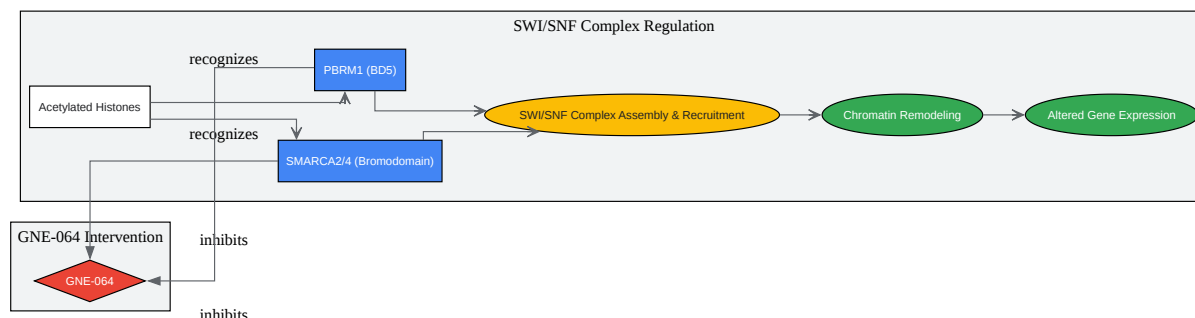 SWI/SNF Complex Regulation
recognizes
PBRM1 (BD5)
Acetylated Histones
SWI/SNF Complex Assembly & Recruitment
Chromatin Remodeling
Altered Gene Expression
recognizes
SMARCA2/4 (Bromodomain)
GNE-064 Intervention
inhibits
GNE-064
inhibits